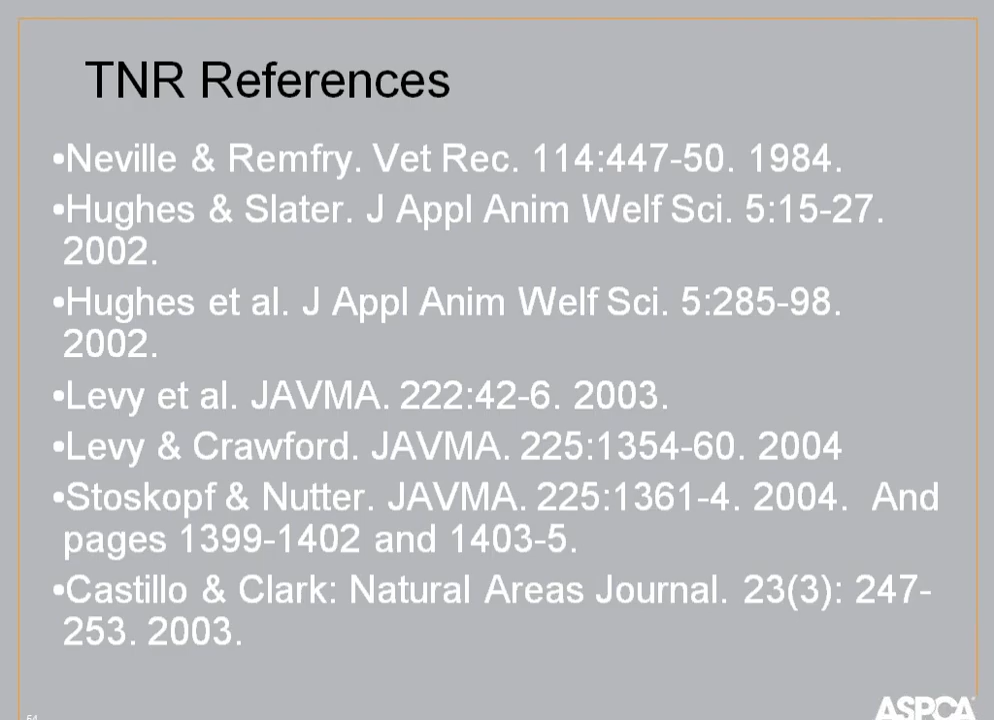 TNR References
•Neville & Remfry. Vet Rec. 114:447-50. 1984.
•Hughes & Slater. J Appl Anim Welf Sci. 5:15-27.
2002.
•Hughes et al. J Appl Anim Welf Sci. 5:285-98.
2002.
•Levy et al. JAVMA. 222:42-6. 2003.
•Levy & Crawford. JAVMA. 225:1354-60. 2004
•Stoskopf & Nutter. JAVMA. 225:1361-4. 2004.  And
pages 1399-1402 and 1403-5.
•Castillo & Clark: Natural Areas Journal. 23(3): 247-
253. 2003.
ASPCA